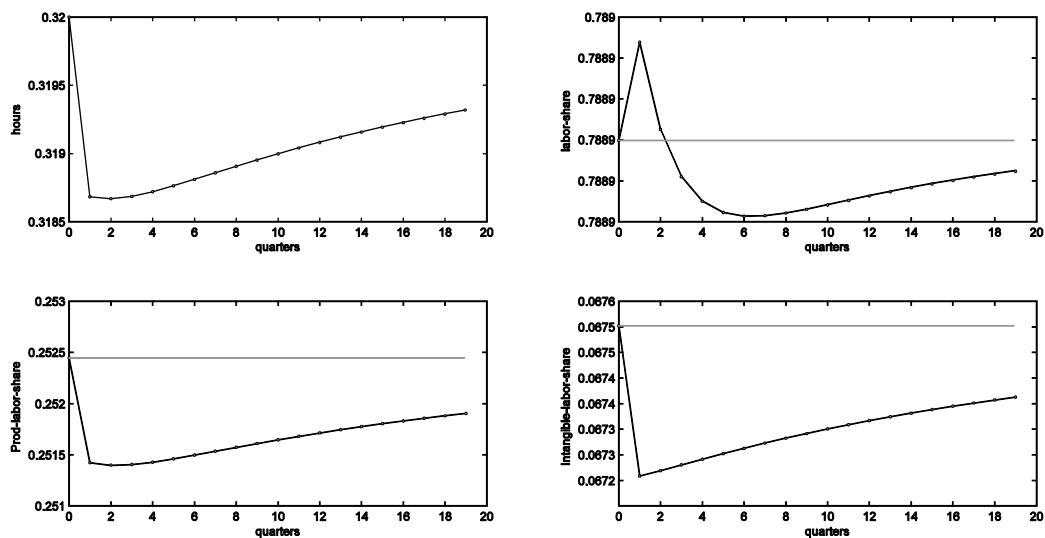 0.32
0.3195
0.319
0.3185
hours
0 2 4 6 8 10 12 14 16 18 20
quarters
0.789
0.7889
0.7889
0.7889
0.7889
0.7889
labor-share
0 2 4 6 8 10 12 14 16 18 20
quarters
0.253
0.2525
0.252
0.2515
0.251
Prod-labor-share
0 2 4 6 8 10 12 14 16 18 20
quarters
0.0676
0.0675
0.0675
0.0674
0.0674
0.0673
0.0673
0.0672
Intangible-labor-share
0 2 4 6 8 10 12 14 16 18 20
quarters